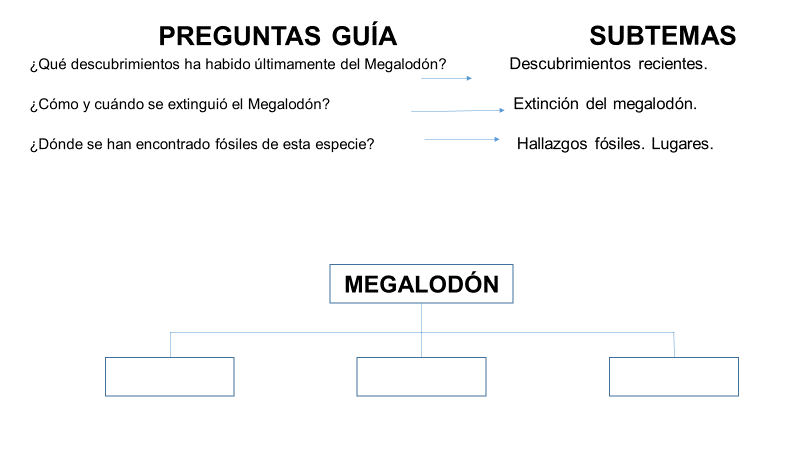 PREGUNTAS GUÍA
SUBTEMAS
¿Qué descubrimientos ha habido últimamente del Megalodón?
Descubrimientos recientes.
¿Cómo y cuándo se extinguió el Megalodón?
Extinción del megalodón.
¿Dónde se han encontrado fósiles de esta especie?
Hallazgos fósiles. Lugares.
MEGALODÓN